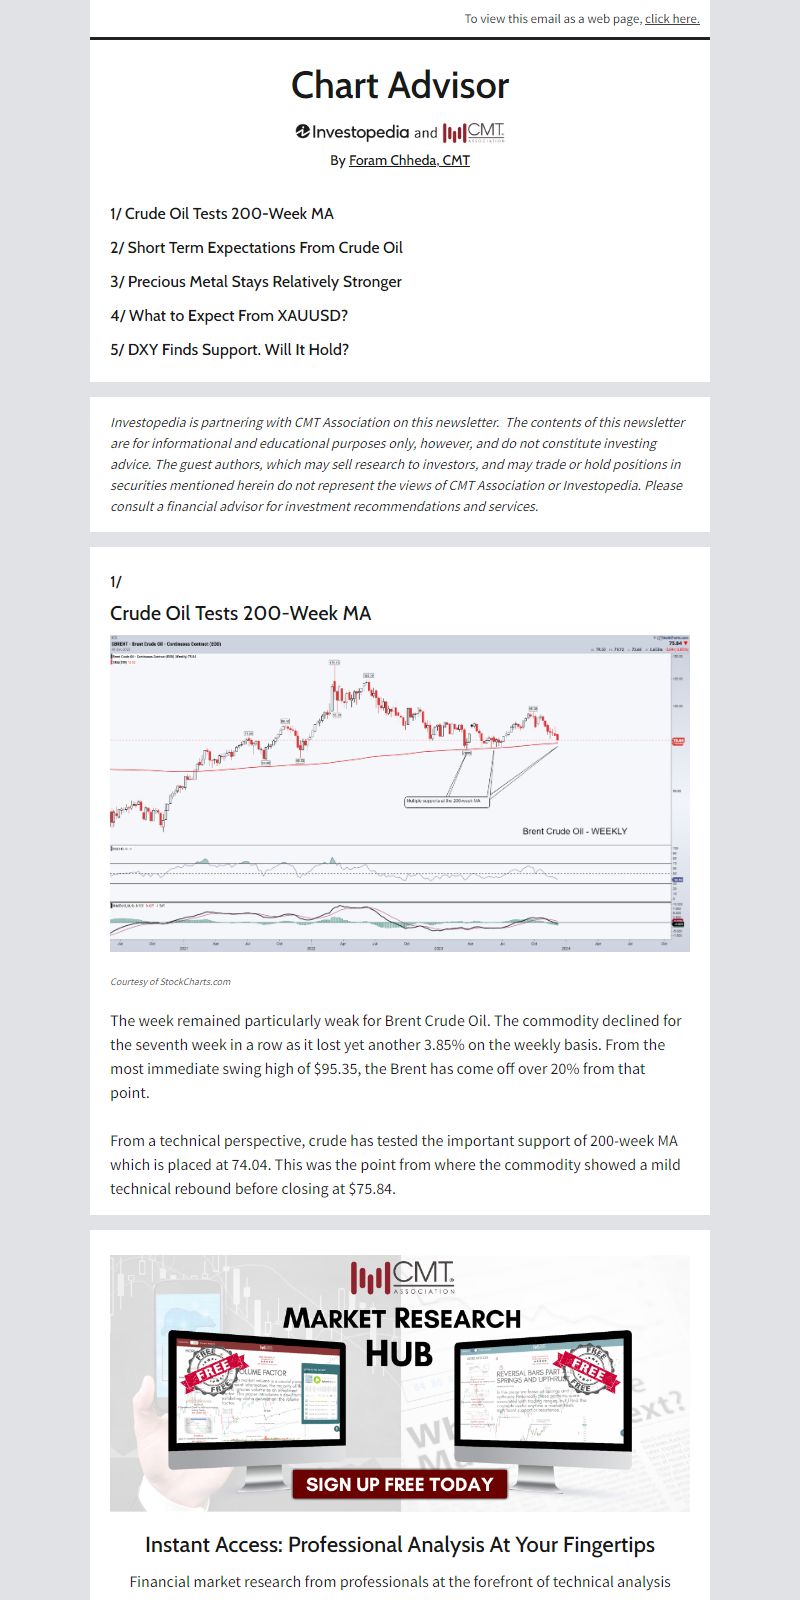 To view this email as a web page, click here.
Chart Advisor
Investopedia and CMT
ASSOCIATION
By Foram Chheda, CMT
1/ Crude Oil Tests 200-Week MA
2/ Short Term Expectations From Crude Oil
3/ Precious Metal Stays Relatively Stronger
4/ What to Expect From XAUUSD?
5/ DXY Finds Support. Will It Hold?
Investopedia is partnering with CMT Association on this newsletter. The contents of this newsletter
are for informational and educational purposes only, however, and do not constitute investing
advice. The guest authors, which may sell research to investors, and may trade or hold positions in
securities mentioned herein do not represent the views of CMT Association or Investopedia. Please
consult a financial advisor for investment recommendations and services.
1/
Crude Oil Tests 200-Week MA
Multiple supports at the 200-week MA
Brent Crude Oil - WEEKLY
2021
2022
2023
2024
Courtesy of StockCharts.com
The week remained particularly weak for Brent Crude Oil. The commodity declined for
the seventh week in a row as it lost yet another 3.85% on the weekly basis. From the
most immediate swing high of $95.35, the Brent has come off over 20% from that
point.
From a technical perspective, crude has tested the important support of 200-week MA
which is placed at 74.04. This was the point from where the commodity showed a mild
technical rebound before closing at $75.84.
CMT
ASSOCIATION
MARKET RESEARCH
HUB
FREE
FREE
FREE
FREE
FREE
FREE
VOLUME FACTOR
REVERSAL BARS PART
SPRINGS AND UPTHRU
SIGN UP FREE TODAY
Instant Access: Professional Analysis At Your Fingertips
Financial market research from professionals at the forefront of technical analysis